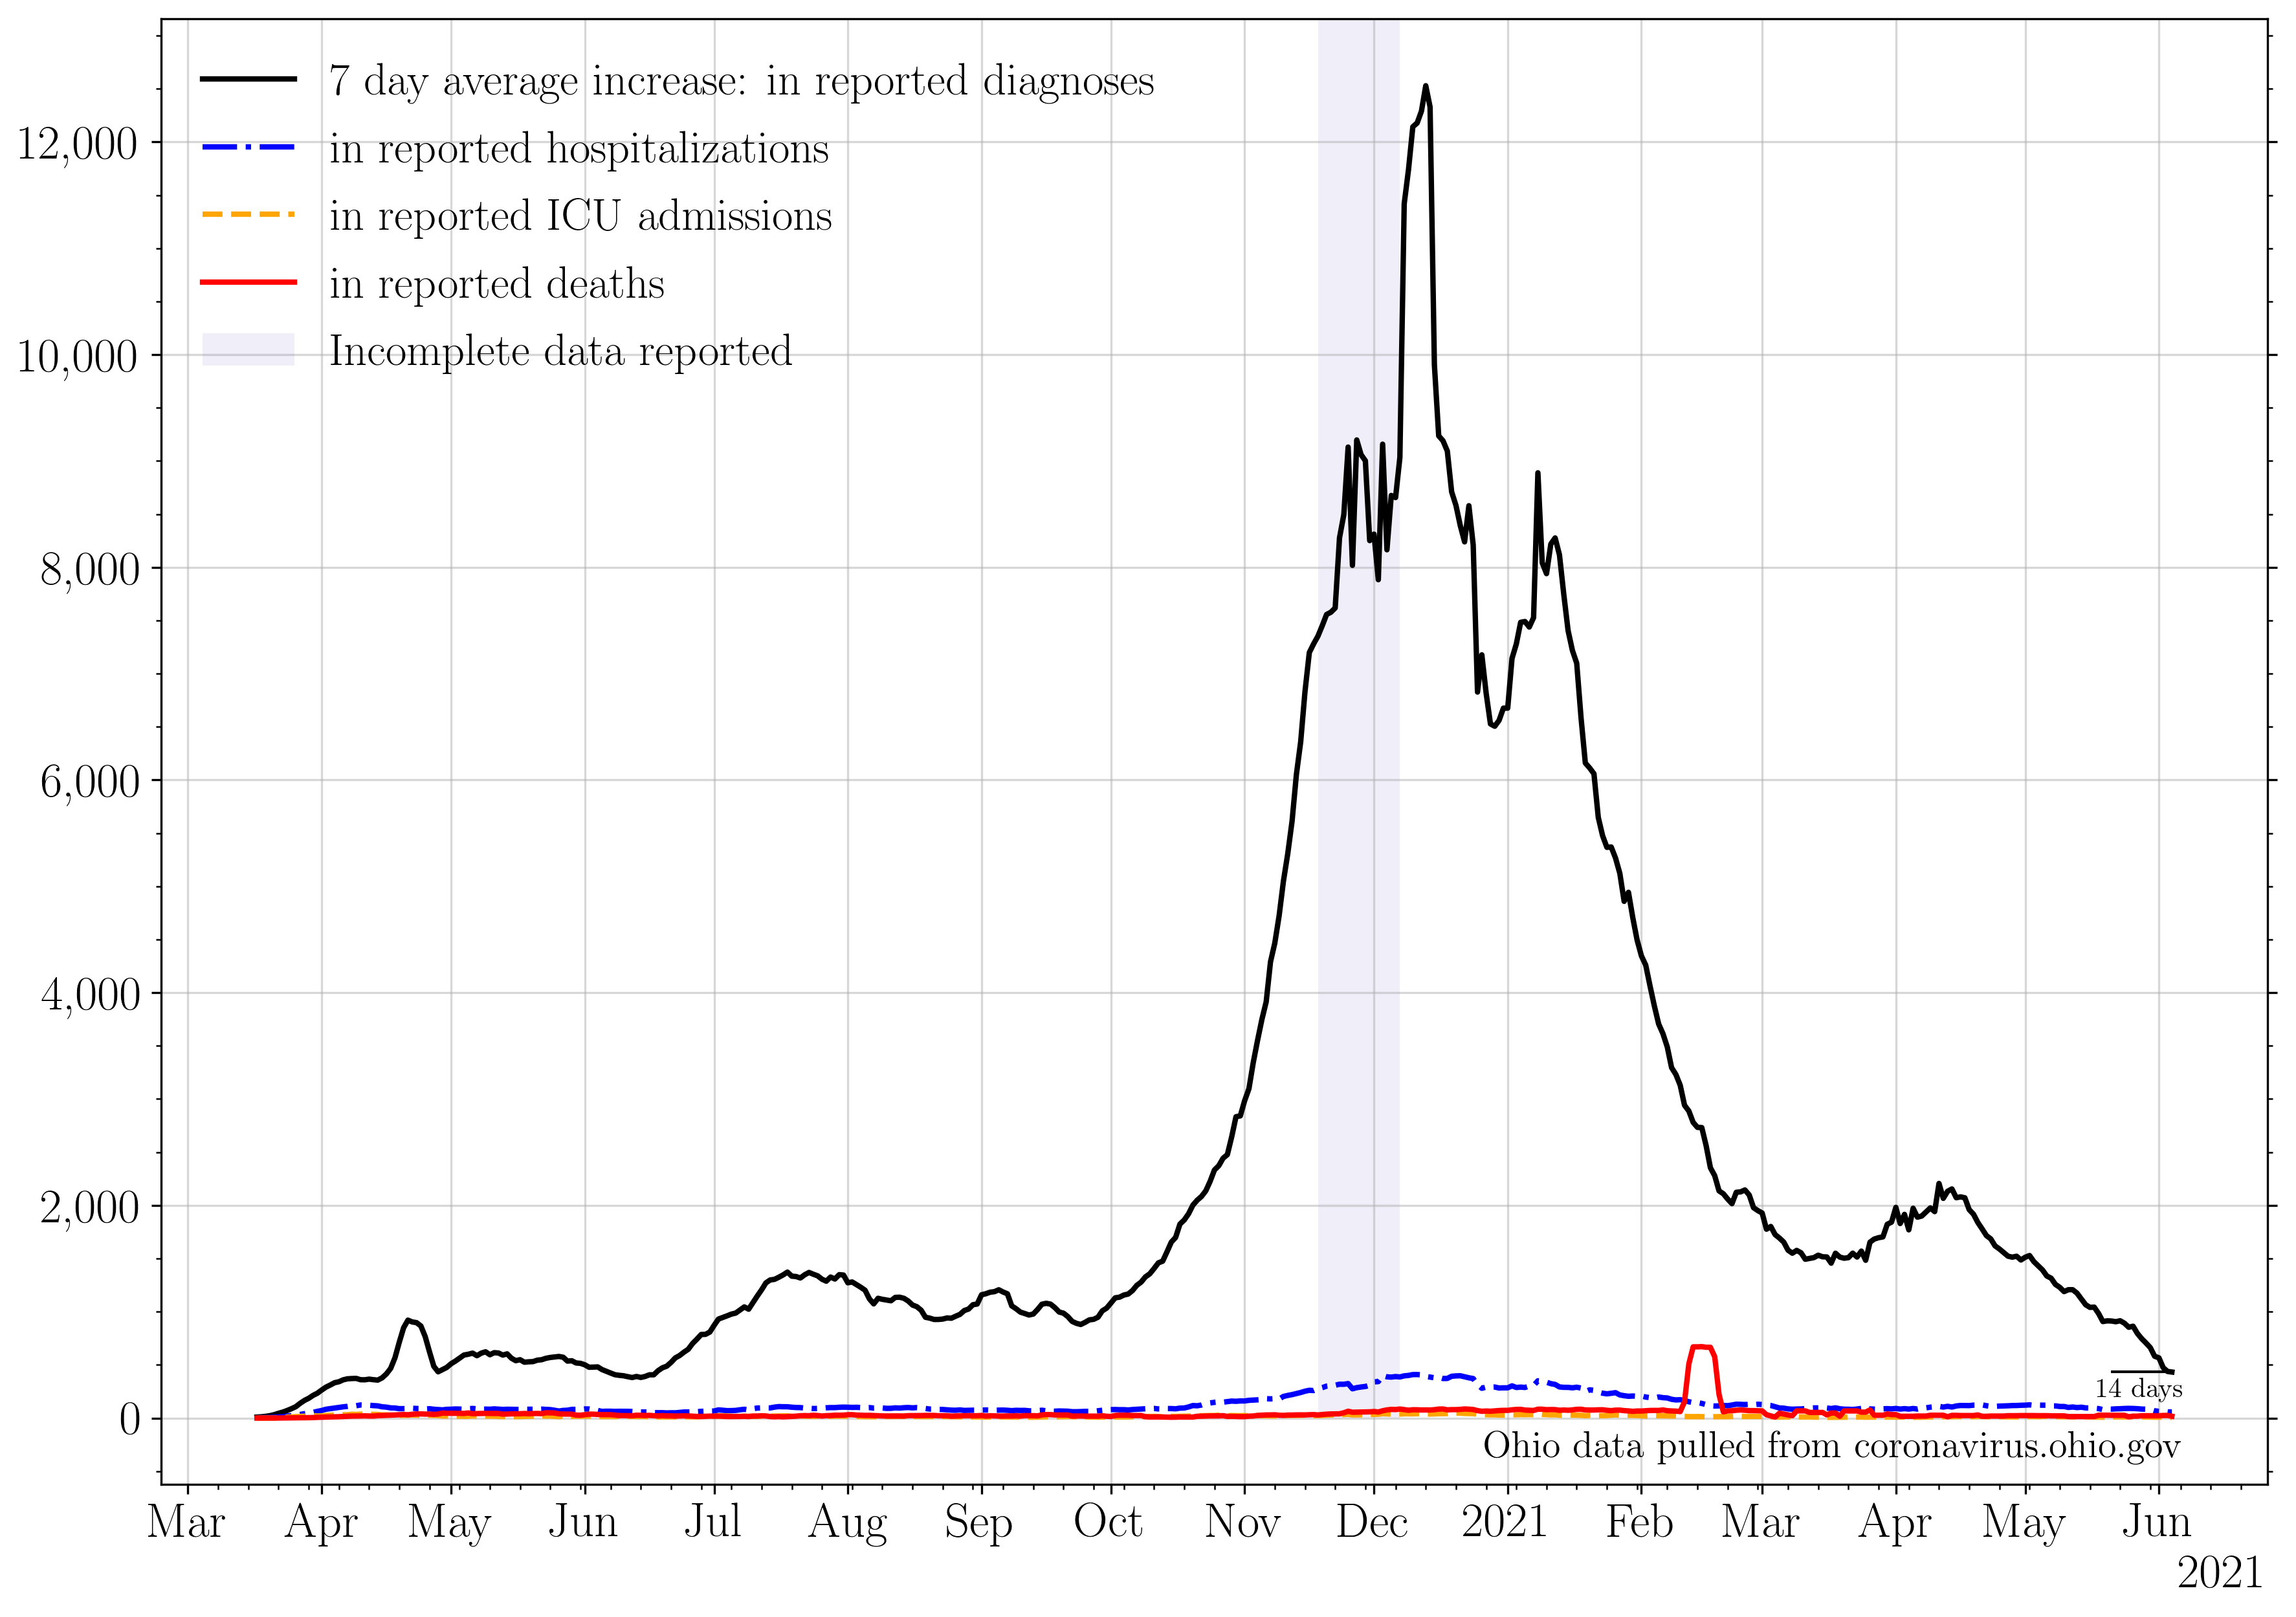 7 day average increase: in reported diagnoses
in reported hospitalizations
in reported ICU admissions
in reported deaths
Incomplete data reported
12,000
10,000
8,000
6,000
4,000
2,000
0
14 days
Ohio data pulled from coronavirus.ohio.gov
Mar Apr May Jun Jul Aug Sep Oct Nov Dec 2021 Feb Mar Apr May Jun
2021